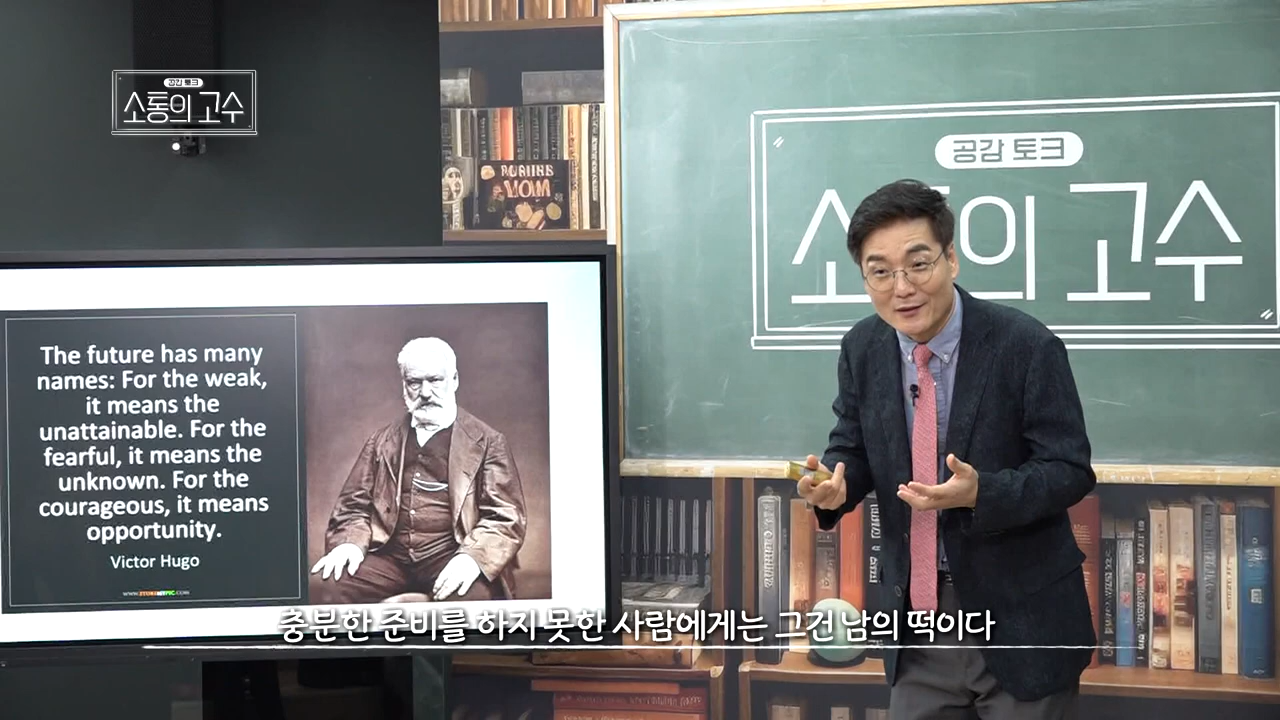 공감 토크
소통의 고수
공감 토크
소통의 고수
The future has many
names: For the weak,
it means the
unattainable. For the
fearful, it means the
unknown. For the
courageous, it means
opportunity.
Victor Hugo
충분한 준비를 하지 못한 사람에게는 그건 남의 떡이다